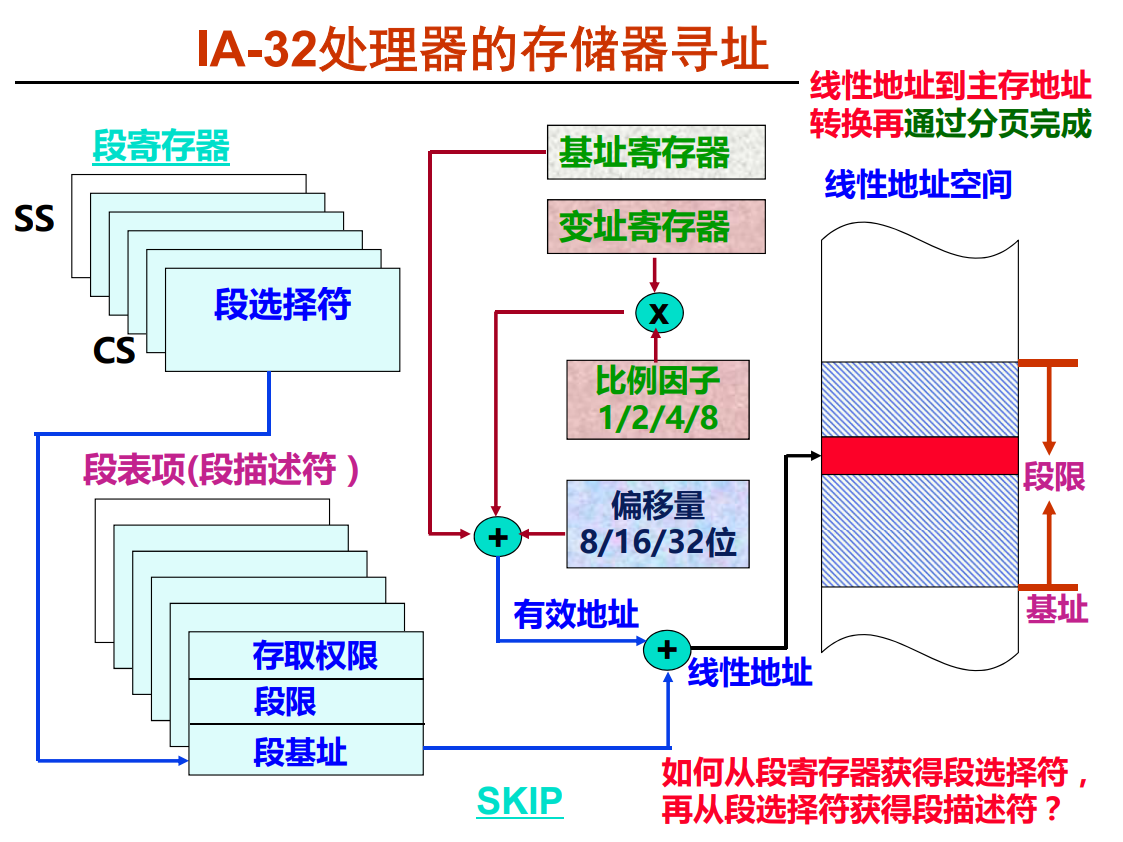 IA-32处理器的存储器寻址
线性地址到主存地址
转换再通过分页完成
段寄存器
SS
CS
段选择符
基址寄存器
变址寄存器
x
比例因子
1/2/4/8
偏移量
8/16/32位
+
有效地址
+
线性地址
线性地址空间
段限
基址
段表项(段描述符）
存取权限
段限
段基址
SKIP
如何从段寄存器获得段选择符，
再从段选择符获得段描述符？